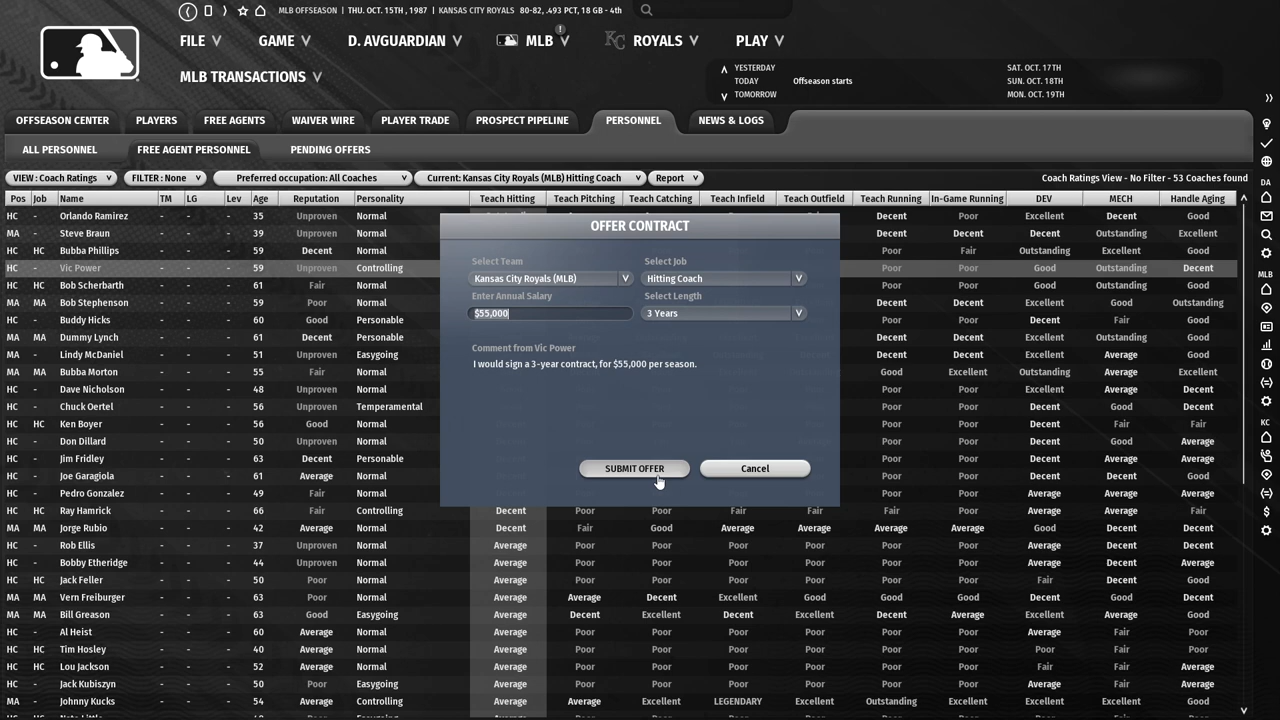 MLB OFFSEASON | THU. OCT. 15TH , 1987 | KANSAS CITY ROYALS 80-82, .493 PCT, 18 GB - 4th
FILE GAME D. AVGUARDIAN MLB ROYALS PLAY
MLB TRANSACTIONS
YESTERDAY SAT. OCT. 17TH
TODAY Offseason starts SUN. OCT. 18TH
TOMORROW MON. OCT. 19TH
OFFSEASON CENTER PLAYERS FREE AGENTS WAIVER WIRE PLAYER TRADE PROSPECT PIPELINE PERSONNEL NEWS & LOGS
ALL PERSONNEL FREE AGENT PERSONNEL PENDING OFFERS
VIEW : Coach Ratings FILTER : None Preferred occupation: All Coaches Current: Kansas City Royals (MLB) Hitting Coach Report Coach Ratings View - No Filter - 53 Coaches found
Pos Job Name TM LG Lev Age Reputation Personality Teach Hitting Teach Pitching Teach Catching Teach Infield Teach Outfield Teach Running In-Game Running DEV MECH Handle Aging
HC - Orlando Ramirez - - - 35 Unproven Normal Decent Poor Excellent Decent Good
MA - Steve Braun - - - 39 Unproven Normal Decent Decent Decent Outstanding Excellent
HC HC Bubba Phillips - - - 59 Decent Normal Poor Fair Outstanding Excellent Good
HC - Vic Power - - - 59 Unproven Controlling Poor Poor Good Outstanding Decent
HC HC Bob Scherbarth - - - 61 Fair Normal Poor Poor Good Outstanding Good
MA MA Bob Stephenson - - - 59 Poor Normal Decent Decent Excellent Good Outstanding
HC - Buddy Hicks - - - 60 Good Personable Poor Poor Decent Fair Good
MA MA Dummy Lynch - - - 61 Decent Personable Decent Poor Decent Excellent Good
MA - Lindy McDaniel - - - 51 Unproven Easygoing Decent Decent Excellent Average Good
MA MA Bubba Morton - - - 55 Fair Normal Good Excellent Outstanding Average Excellent
HC - Dave Nicholson - - - 48 Unproven Normal Poor Poor Excellent Average Decent
HC - Chuck Oertel - - - 56 Unproven Temperamental Poor Poor Decent Good Decent
HC HC Ken Boyer - - - 56 Good Normal Poor Poor Decent Fair Fair
HC - Don Dillard - - - 50 Unproven Normal Poor Poor Decent Good Average
HC - Jim Fridley - - - 63 Decent Personable Poor Poor Decent Average Average
HC - Joe Garagiola - - - 61 Average Normal Poor Poor Good Decent Decent
HC - Pedro Gonzalez - - - 49 Fair Normal Poor Poor Average Average Average
HC HC Ray Hamrick - - - 66 Fair Controlling Decent Poor Poor Fair Fair Fair Fair Average Average Fair
MA MA Jorge Rubio - - - 42 Average Normal Decent Fair Good Average Average Average Average Good Decent Decent
HC - Rob Ellis - - - 37 Unproven Normal Average Poor Poor Poor Poor Poor Poor Average Decent Decent
HC - Bobby Etheridge - - - 44 Unproven Normal Average Poor Poor Poor Poor Poor Poor Average Decent Decent
HC HC Jack Feller - - - 50 Poor Normal Average Poor Poor Poor Poor Poor Poor Fair Decent Good
MA MA Vern Freiburger - - - 63 Poor Normal Average Average Decent Excellent Good Good Good Decent Decent Decent
MA MA Bill Greason - - - 63 Good Easygoing Average Decent Excellent Decent Excellent Decent Average Excellent Average Good
HC - Al Heist - - - 60 Average Normal Average Poor Poor Poor Poor Poor Poor Average Fair Poor
HC HC Tim Hosley - - - 40 Average Normal Average Poor Poor Poor Poor Poor Poor Poor Fair Good
HC HC Lou Jackson - - - 52 Average Normal Average Poor Poor Poor Poor Poor Poor Fair Fair Average
HC - Jack Kubiszyn - - - 50 Poor Easygoing Average Poor Poor Poor Poor Poor Poor Average Fair Average
MA - Johnny Kucks - - - 54 Average Controlling Average Average Excellent LEGENDARY Excellent Outstanding Excellent Excellent Excellent Good
OFFER CONTRACT
Select Team Select Job
Kansas City Royals (MLB) Hitting Coach
Enter Annual Salary Select Length
$55,000 3 Years
Comment from Vic Power
I would sign a 3-year contract, for $55,000 per season.
SUBMIT OFFER Cancel
DA
MLB
KC